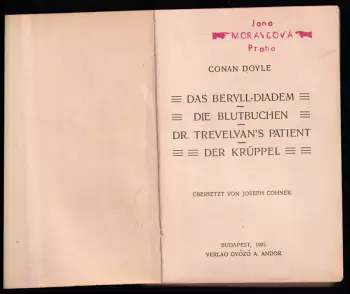 Jana
MORAVCOVÁ
Praha
CONAN DOYLE
DAS BERYLL-DIADEM
DIE BLUTBUCHEN
DR. TREVELYAN'S PATIENT
DER KRÜPPEL
ÜBERSETZT VON JOSEPH COHNER.
BUDAPEST, 1907.
VERLAG GYŐZŐ A. ANDOR.